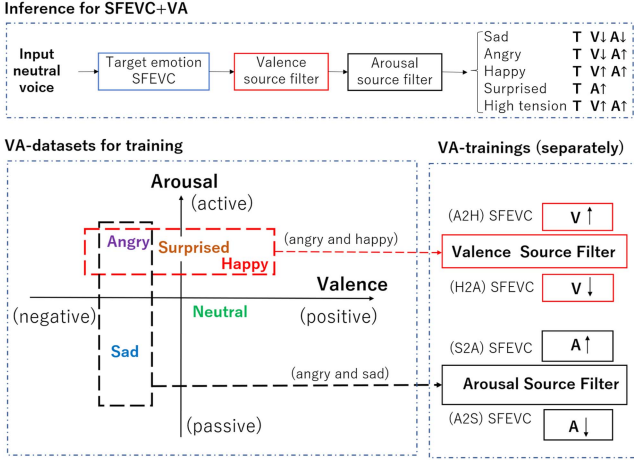 Inference for SFEVC+VA
Input neutral voice
Target emotion SFEVC
Valence source filter
Arousal source filter
Sad T V↓ A↓
Angry T V↓ A↑
Happy T V↑ A↑
Surprised T A↑
High tension T V↑ A↑
VA-datasets for training
Arousal
(active)
Angry
Surprised
Happy
(angry and happy)
Valence
(negative)
Neutral
(positive)
Sad
(angry and sad)
(passive)
VA-trainings (separately)
(A2H) SFEVC V↑
Valence Source Filter
(H2A) SFEVC V↓
(S2A) SFEVC A↑
Arousal Source Filter
(A2S) SFEVC A↓